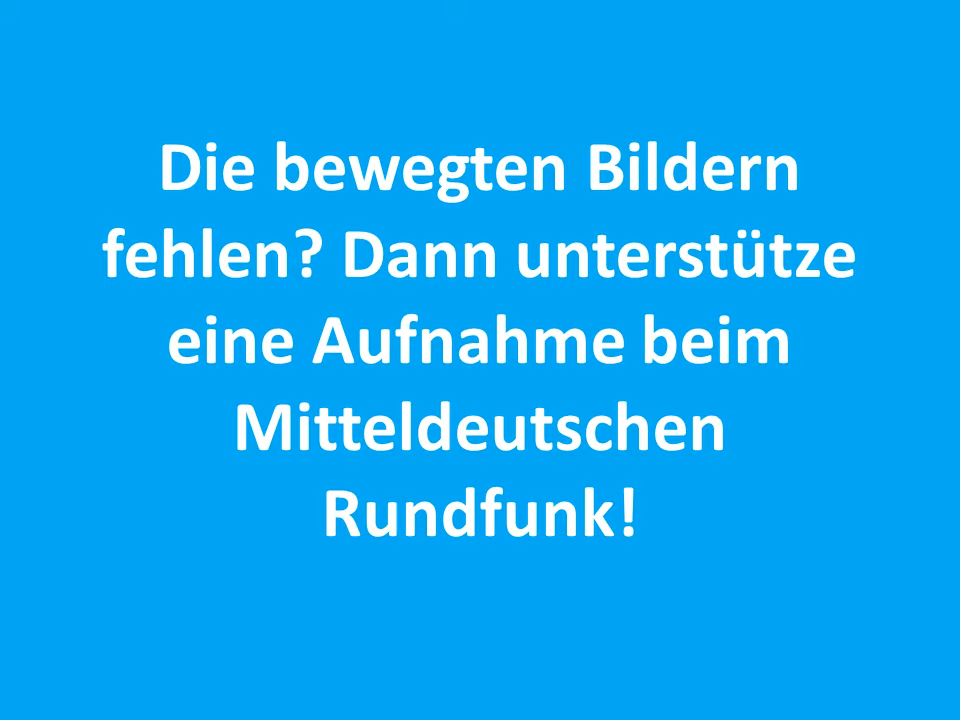 Die bewegten Bildern
fehlen? Dann unterstütze
eine Aufnahme beim
Mitteldeutschen
Rundfunk!